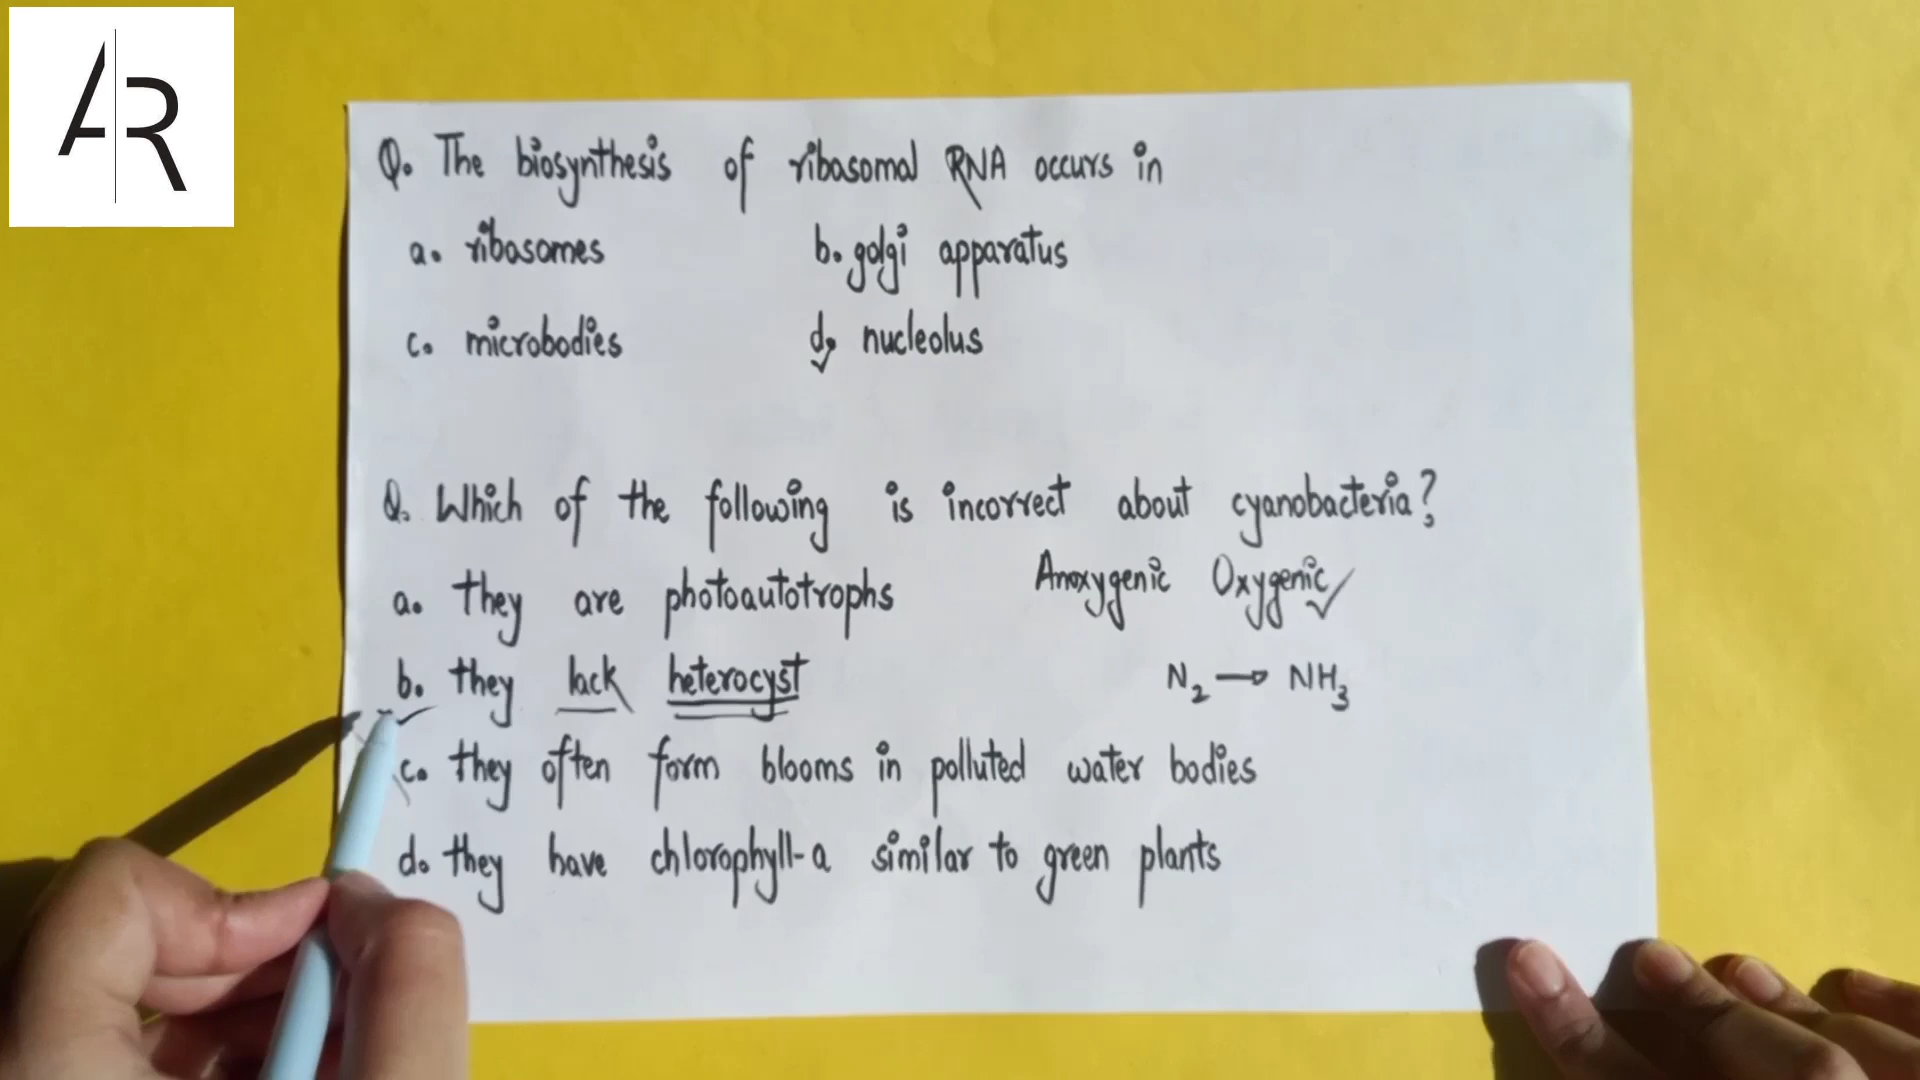 AR
Q. The biosynthesis of ribosomal RNA occurs in
a. ribosomes b. golgi apparatus
c. microbodies d. nucleolus
Q. Which of the following is incorrect about cyanobacteria?
a. they are photoautotrophs Anoxygenic Oxygenic ✓
b. they lack heterocyst N₂ → NH₃
c. they often form blooms in polluted water bodies
d. they have chlorophyll-a similar to green plants